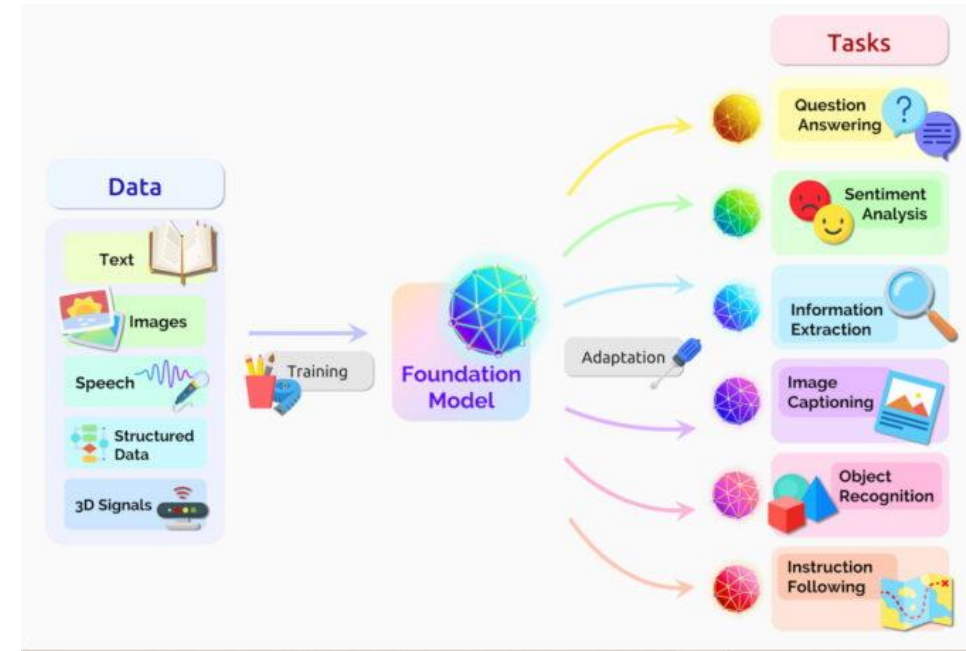 Data
Text
Images
Speech
Structured
Data
3D Signals
Training
Foundation
Model
Adaptation
Tasks
Question
Answering
Sentiment
Analysis
Information
Extraction
Image
Captioning
Object
Recognition
Instruction
Following